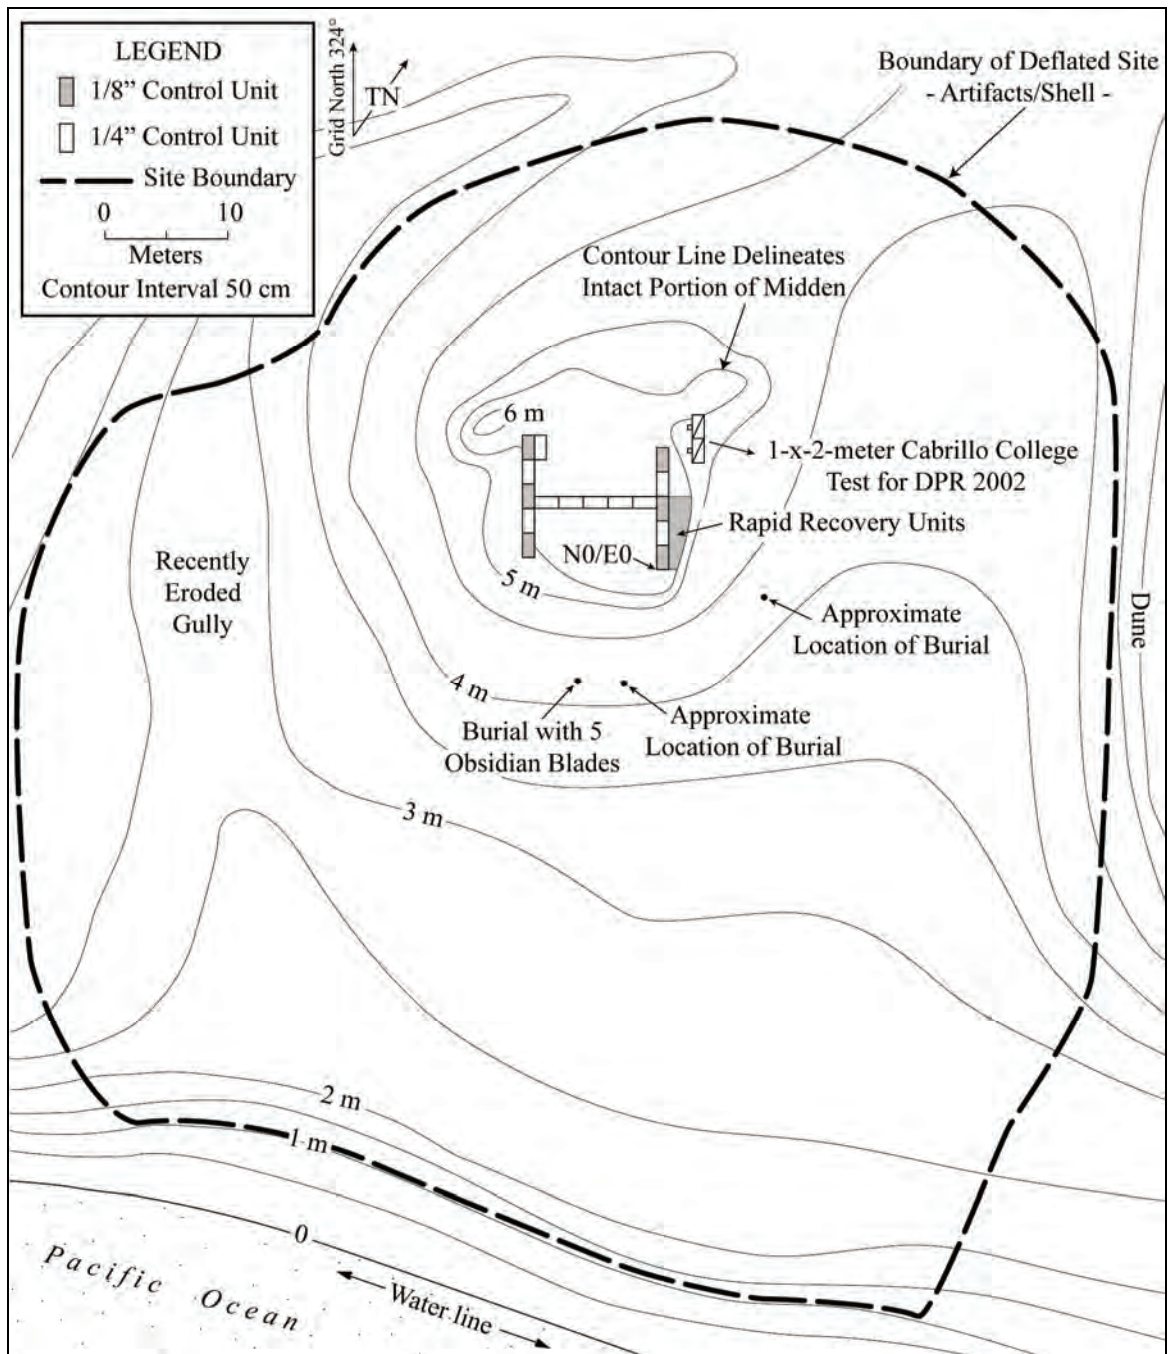 LEGEND
1/8” Control Unit
1/4” Control Unit
Site Boundary
0 10
Meters
Contour Interval 50 cm
Grid North 324°
TN
Boundary of Deflated Site
- Artifacts/Shell -
Contour Line Delineates
Intact Portion of Midden
6 m
1-x-2-meter Cabrillo College
Test for DPR 2002
Rapid Recovery Units
N0/E0
5 m
Recently
Eroded
Gully
Dune
Approximate
Location of Burial
4 m
Burial with 5
Obsidian Blades
Approximate
Location of Burial
3 m
2 m
1 m
0
Pacific Ocean
Water line